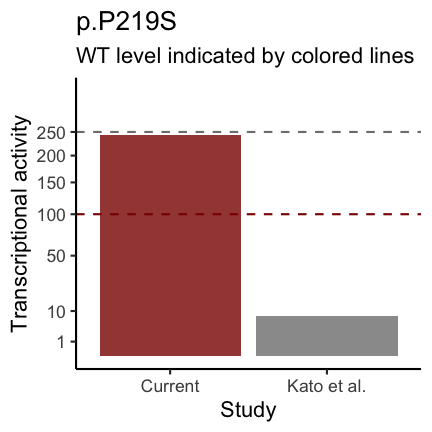 p.P219S
WT level indicated by colored lines
Transcriptional activity
250
200
150
100
50
10
1
Current
Kato et al.
Study